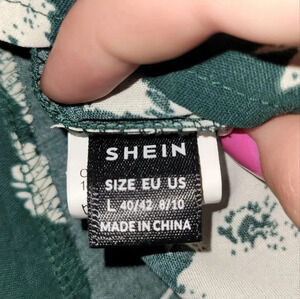 SHEIN
SIZE EU US
L 40/42 8/10
MADE IN CHINA